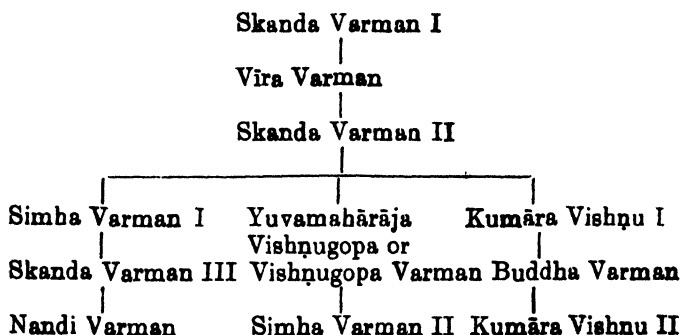 Skanda Varman I
Vīra Varman
Skanda Varman II
Simha Varman I Yuvamahārāja Kumāra Vishṇu I
Vishṇugopa or
Skanda Varman III Vishṇugopa Varman Buddha Varman
Nandi Varman Simha Varman II Kumāra Vishṇu II